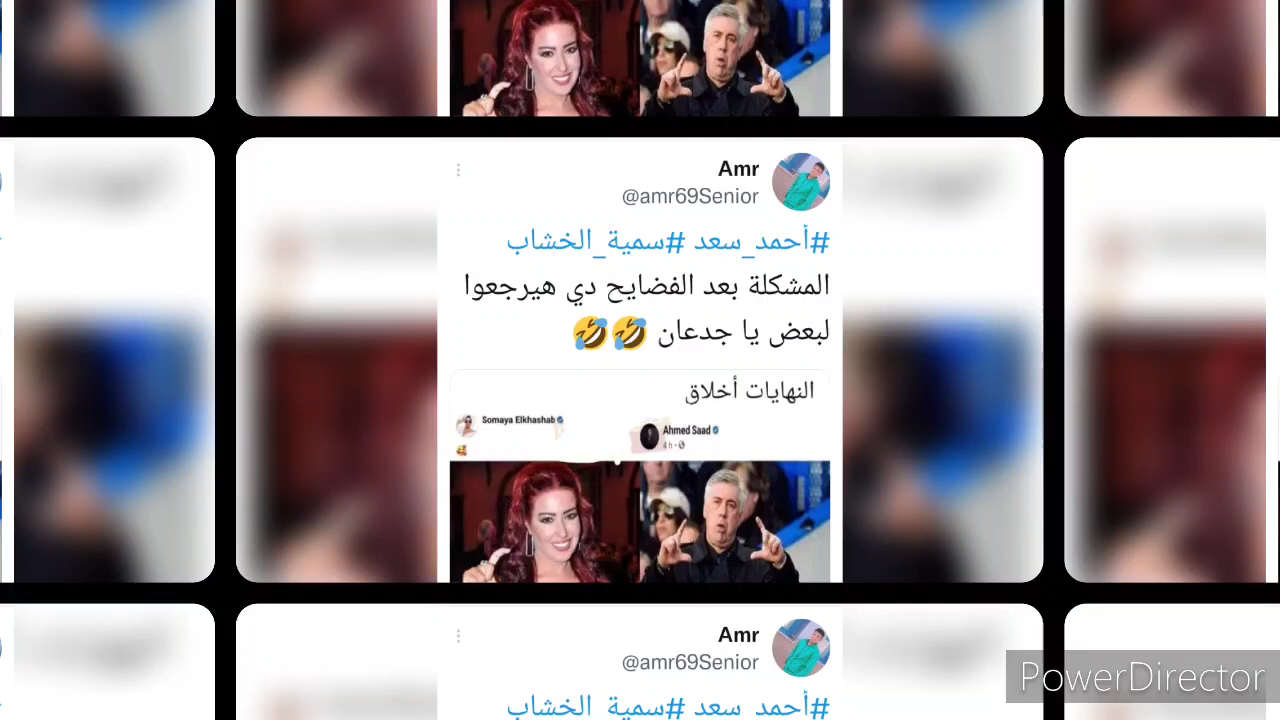 Amr
@amr69Senior
#أحمد_سعد #سمية_الخشاب
المشكلة بعد الفضايح دي هيرجعوا
لبعض يا جدعان 🤣🤣
النهايات أخلاق
Somaya Elkhashab
Ahmed Saad
4h
Amr
@amr69Senior
#أحمد_سعد #سمية_الخشاب
PowerDirector